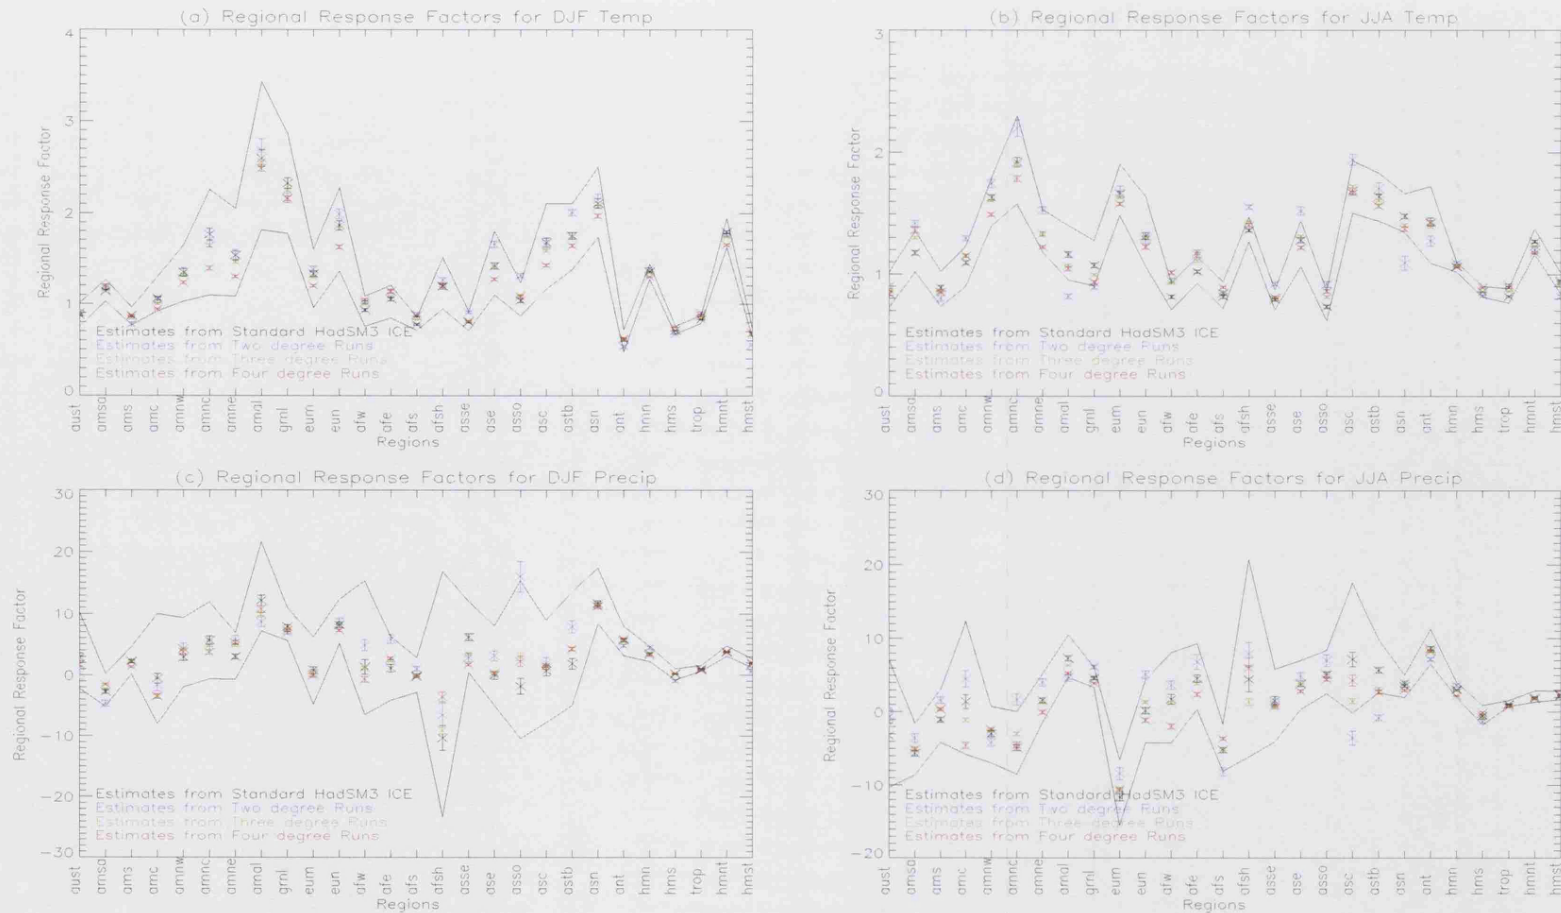 (a) Regional Response Factors for DJF Temp
4
3
2
1
0
Regional Response Factor
Estimates from Standard HadSM3 ICE
Estimates from Two degree Runs
Estimates from Three degree Runs
Estimates from Four degree Runs
aust
amsa
ams
amc
amnw
amnc
amne
amal
grnl
eum
eun
afw
afe
afs
afsh
asse
ase
asso
asc
astb
asn
ant
hmn
hms
trop
hmnt
hmst
Regions
(b) Regional Response Factors for JJA Temp
3
2
1
0
Regional Response Factor
Estimates from Standard HadSM3 ICE
Estimates from Two degree Runs
Estimates from Three degree Runs
Estimates from Four degree Runs
aust
amsa
ams
amc
amnw
amnc
amne
amal
grnl
eum
eun
afw
afe
afs
afsh
asse
ase
asso
asc
astb
asn
ant
hmn
hms
trop
hmnt
hmst
Regions
(c) Regional Response Factors for DJF Precip
30
20
10
0
-10
-20
-30
Regional Response Factor
Estimates from Standard HadSM3 ICE
Estimates from Two degree Runs
Estimates from Three degree Runs
Estimates from Four degree Runs
aust
amsa
ams
amc
amnw
amnc
amne
amal
grnl
eum
eun
afw
afe
afs
afsh
asse
ase
asso
asc
astb
asn
ant
hmn
hms
trop
hmnt
hmst
Regions
(d) Regional Response Factors for JJA Precip
30
20
10
0
-10
-20
Regional Response Factor
Estimates from Standard HadSM3 ICE
Estimates from Two degree Runs
Estimates from Three degree Runs
Estimates from Four degree Runs
aust
amsa
ams
amc
amnw
amnc
amne
amal
grnl
eum
eun
afw
afe
afs
afsh
asse
ase
asso
asc
astb
asn
ant
hmn
hms
trop
hmnt
hmst
Regions